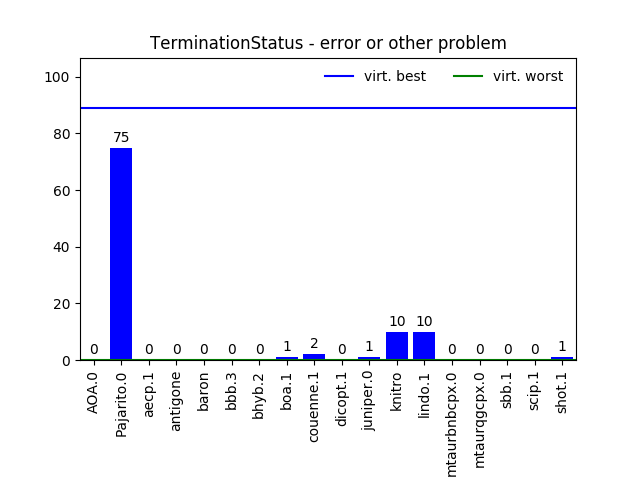 TerminationStatus - error or other problem
virt. best virt. worst
100
80
60
40
20
0
0 75 0 0 0 0 0 1 2 0 1 10 10 0 0 0 0 1
AOA.0
Pajarito.0
aecp.1
antigone
baron
bbb.3
bhyb.2
boa.1
couenne.1
dicopt.1
juniper.0
knitro
lindo.1
mtaurbnbcpx.0
mtaurqgcpx.0
sbb.1
scip.1
shot.1